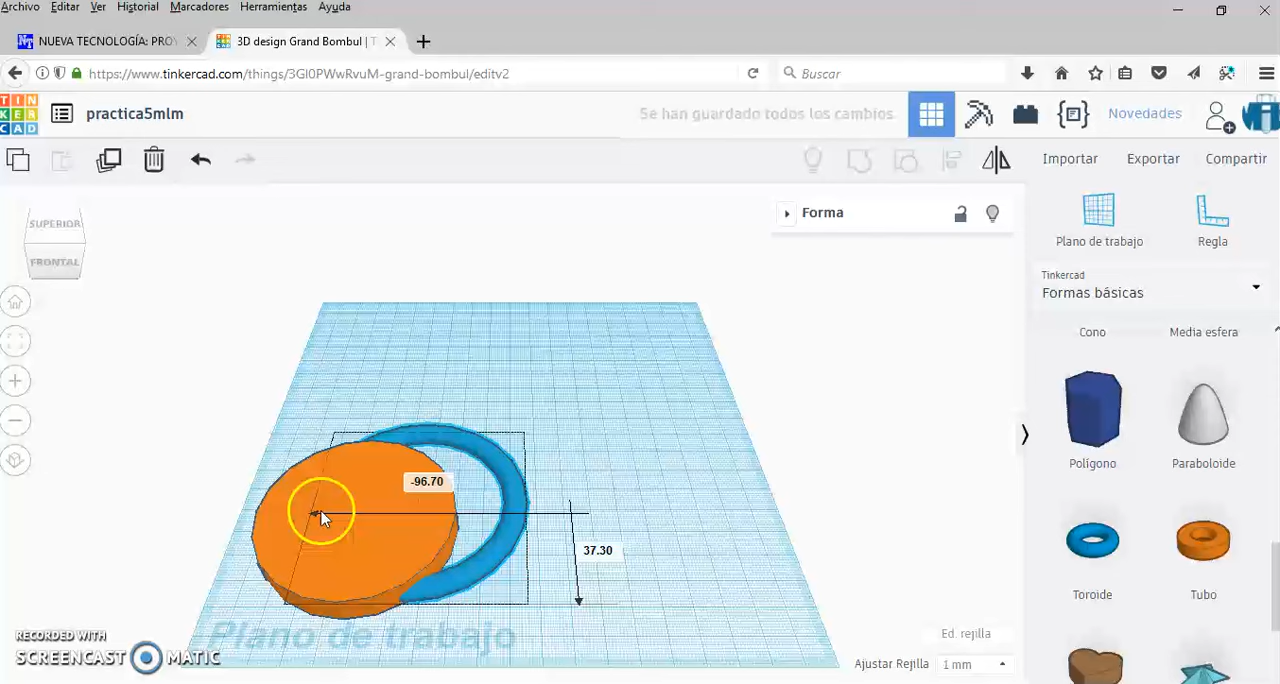 Archivo Editar Ver Historial Marcadores Herramientas Ayuda
NUEVA TECNOLOGÍA: PROY
3D design Grand Bombul | T
https://www.tinkercad.com/things/3Gl0PWwRvuM-grand-bombul/editv2
Buscar
TIN
KER
CAD
practica5mlm
Se han guardado todos los cambios.
Novedades
Importar Exportar Compartir
SUPERIOR
FRONTAL
Forma
Plano de trabajo
Regla
Tinkercad
Formas básicas
Cono
Media esfera
Polígono
Paraboloide
Toroide
Tubo
-96.70
37.30
Plano de trabajo
Ed. rejilla
Ajustar Rejilla 1 mm
RECORDED WITH
SCREENCAST MATIC